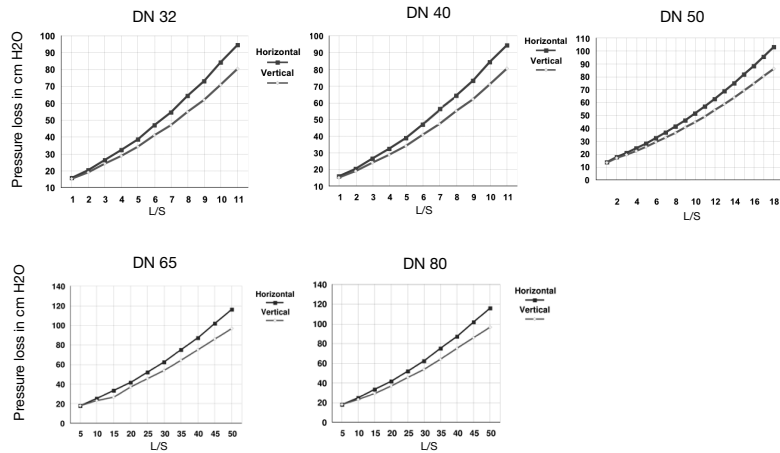 DN 32
Pressure loss in cm H2O
100
90
80
70
60
50
40
30
20
10
1 2 3 4 5 6 7 8 9 10 11
L/S
Horizontal
Vertical
DN 40
100
90
80
70
60
50
40
30
20
10
1 2 3 4 5 6 7 8 9 10 11
L/S
Horizontal
Vertical
DN 50
110
100
90
80
70
60
50
40
30
20
10
0
2 4 6 8 10 12 14 16 18
L/S
DN 65
Pressure loss in cm H2O
140
120
100
80
60
40
20
0
5 10 15 20 25 30 35 40 45 50
L/S
Horizontal
Vertical
DN 80
140
120
100
80
60
40
20
0
5 10 15 20 25 30 35 40 45 50
L/S
Horizontal
Vertical